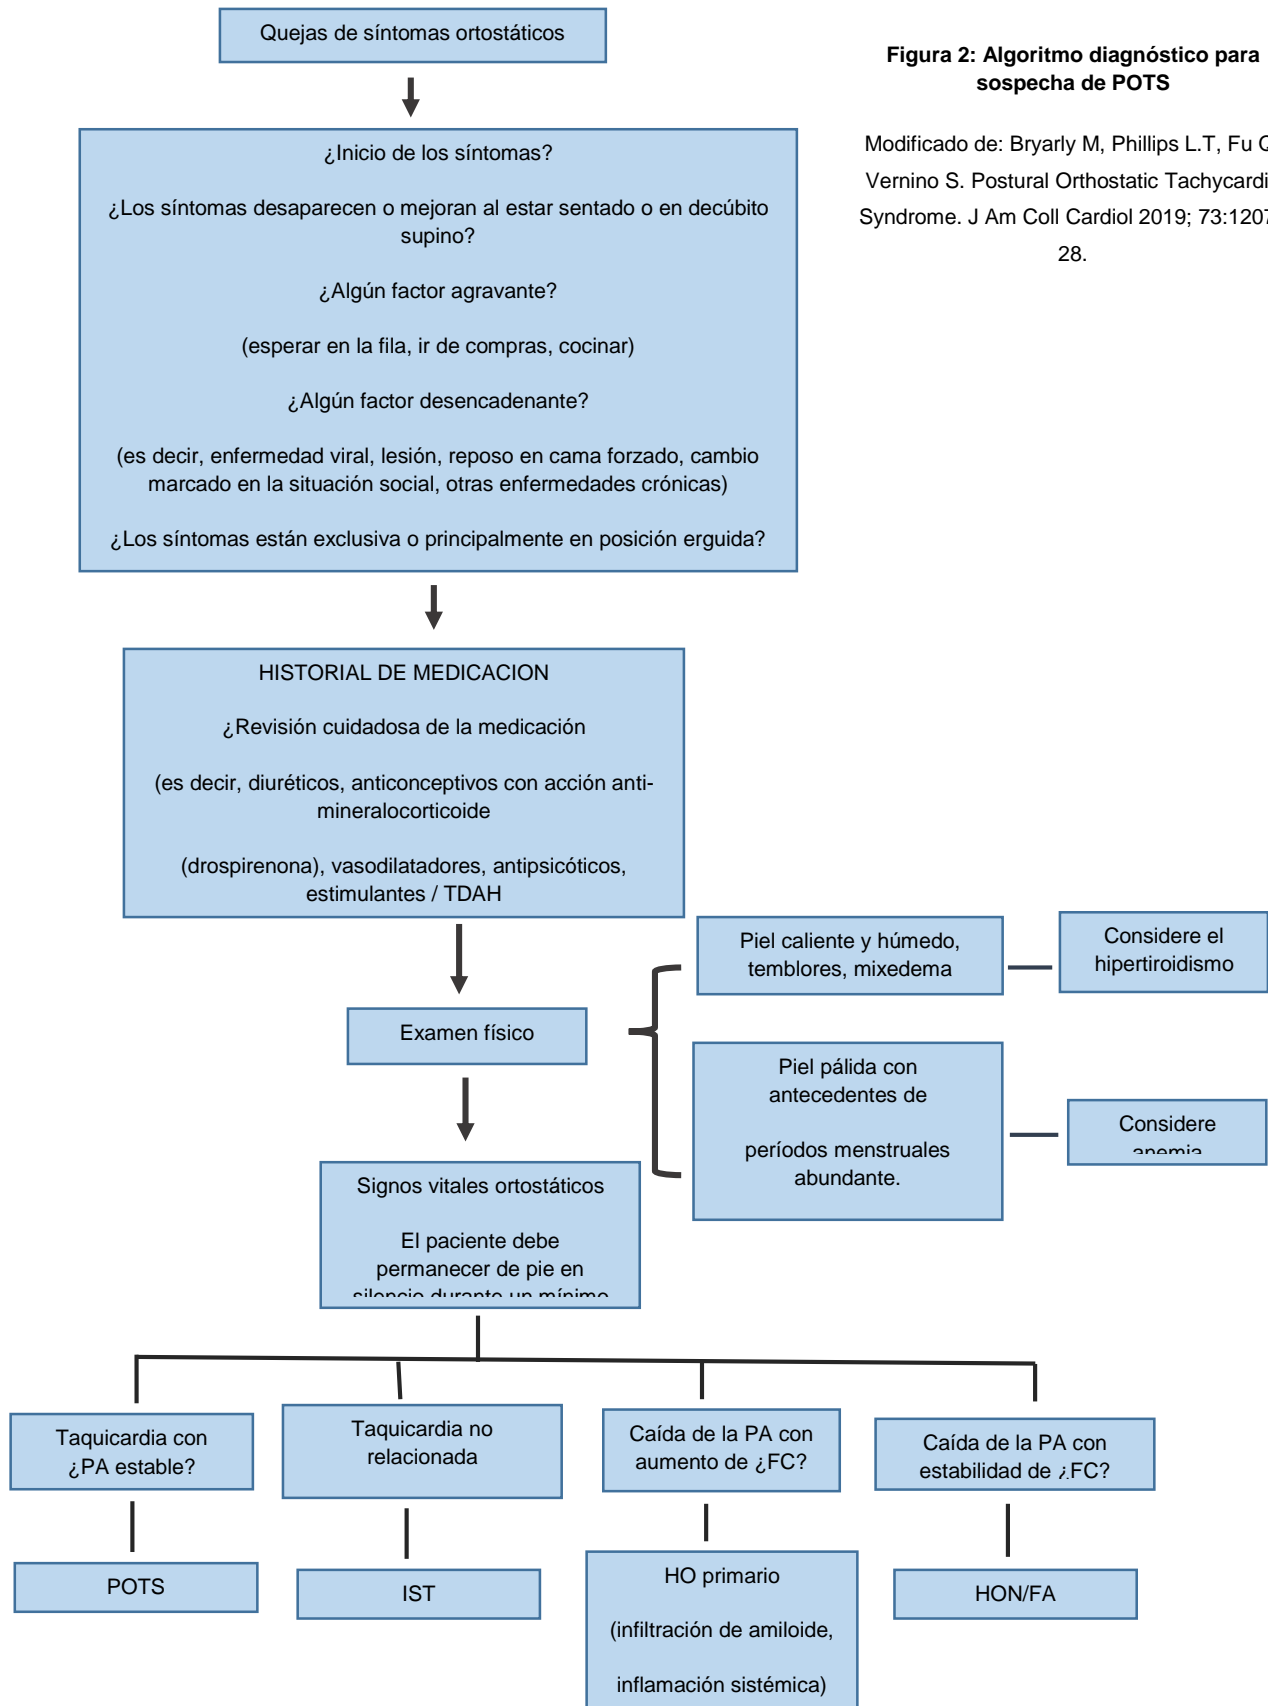 Quejas de síntomas ortostáticos
Figura 2: Algoritmo diagnóstico para
sospecha de POTS
Modificado de: Bryarly M, Phillips L.T, Fu
Vernino S. Postural Orthostatic
Syndrome. J Am Coll Cardiol 2019; 73:1207
28.
¿Inicio de los síntomas?
¿Los síntomas desaparecen o mejoran al estar sentado o en decúbito
supino?
¿Algún factor agravante?
(esperar en la fila, ir de compras, cocinar)
¿Algún factor desencadenante?
(es decir, enfermedad viral, lesión, reposo en cama forzado, cambio
marcado en la situación social, otras enfermedades crónicas)
¿Los síntomas están exclusiva o principalmente en posición erguida?
HISTORIAL DE MEDICACION
¿Revisión cuidadosa de la medicación
(es decir, diuréticos, anticonceptivos con acción anti-
mineralocorticoide
(drospirenona), vasodilatadores, antipsicóticos,
estimulantes / TDAH
Examen físico
Piel caliente y húmedo,
temblores, mixedema
Considere el
hipertiroidismo
Piel pálida con
antecedentes de
períodos menstruales
abundante.
Considere
anemia
Signos vitales ortostáticos
El paciente debe
permanecer de pie en
silencio durante un mínimo
Taquicardia con
¿PA estable?
Taquicardia no
relacionada
Caída de la PA con
aumento de ¿FC?
Caída de la PA con
estabilidad de ¿FC?
POTS
IST
HO primario
(infiltración de amiloide,
inflamación sistémica)
HON/FA